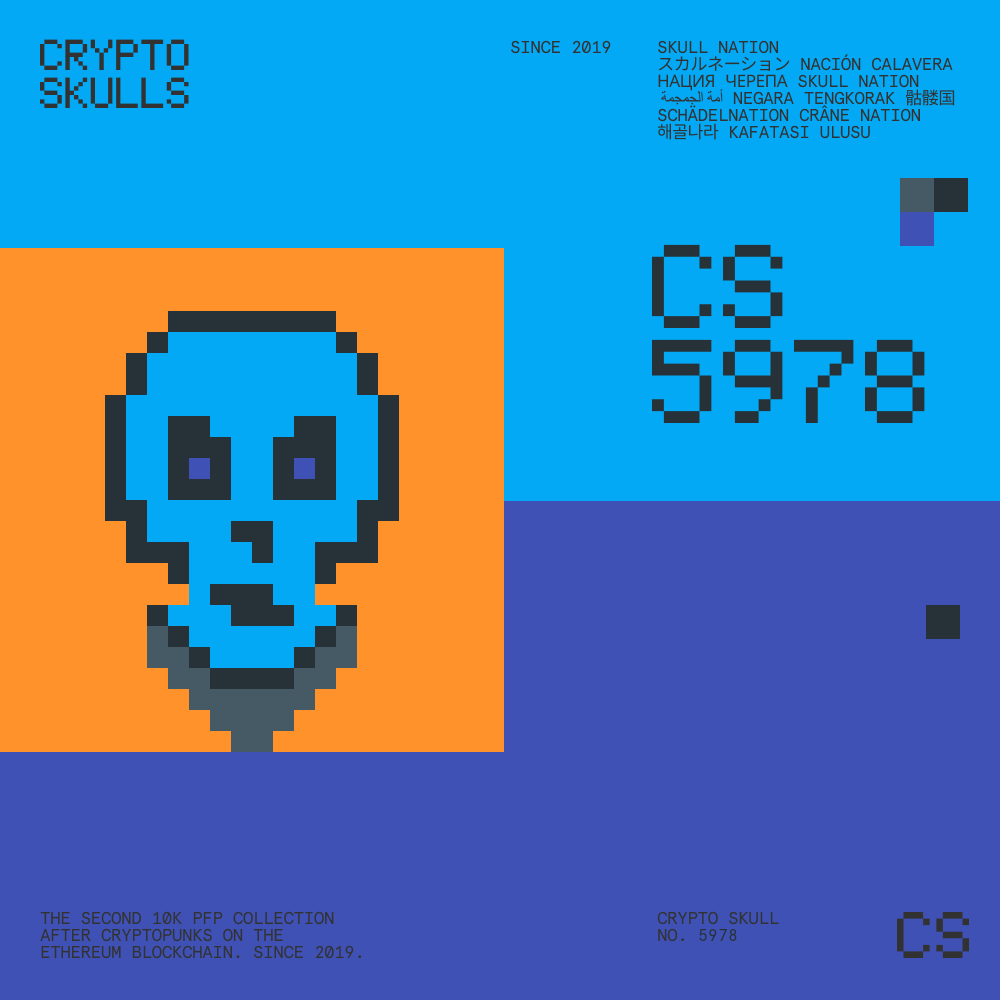 CRYPTO
SKULLS
SINCE 2019
SKULL NATION
スカルネーション NACIÓN CALAVERA
НАЦИЯ ЧЕРЕПА SKULL NATION
أمة الجمجمة NEGARA TENGKORAK 骷髅国
SCHÄDELNATION CRÂNE NATION
해골나라 KAFATASI ULUSU
CS
5978
THE SECOND 10K PFP COLLECTION
AFTER CRYPTOPUNKS ON THE
ETHEREUM BLOCKCHAIN. SINCE 2019.
CRYPTO SKULL
NO. 5978
CS